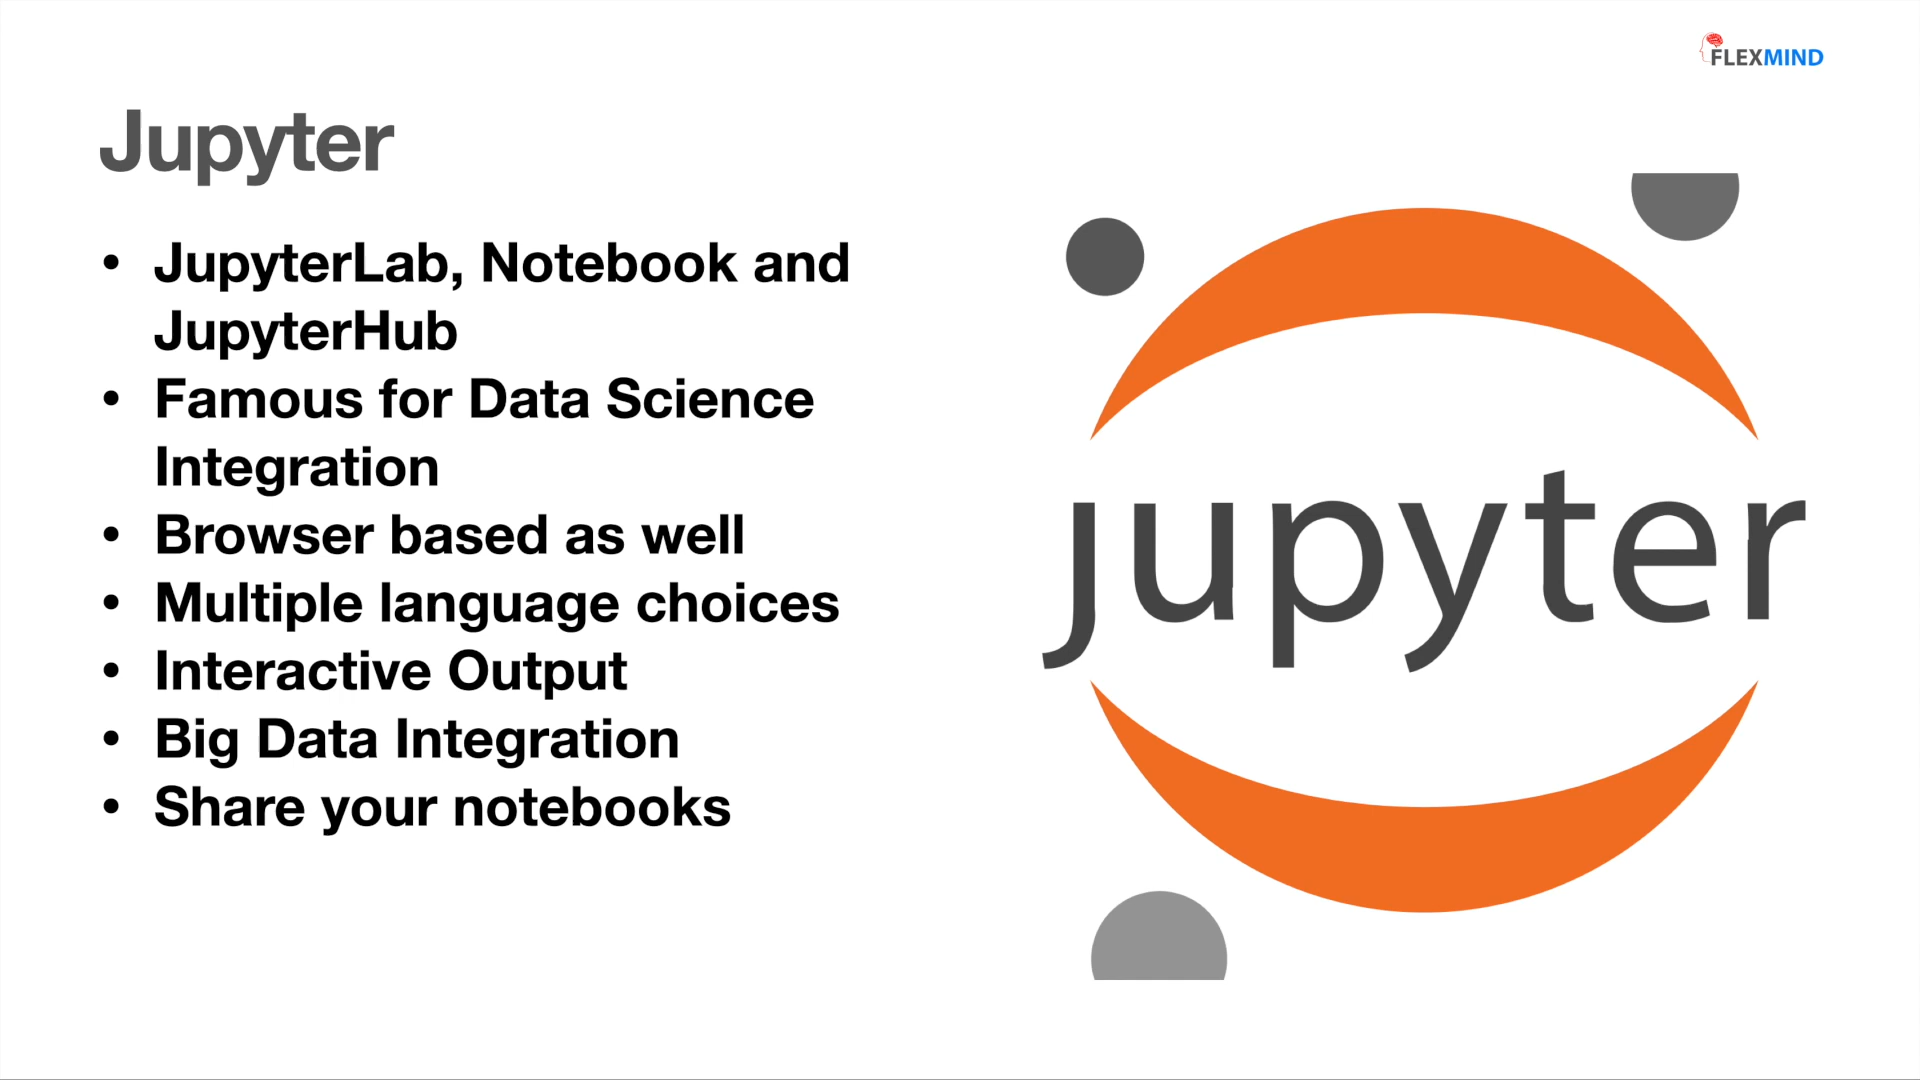 FLEXMIND
Jupyter
• JupyterLab, Notebook and
JupyterHub
• Famous for Data Science
Integration
• Browser based as well
• Multiple language choices
• Interactive Output
• Big Data Integration
• Share your notebooks
jupyter